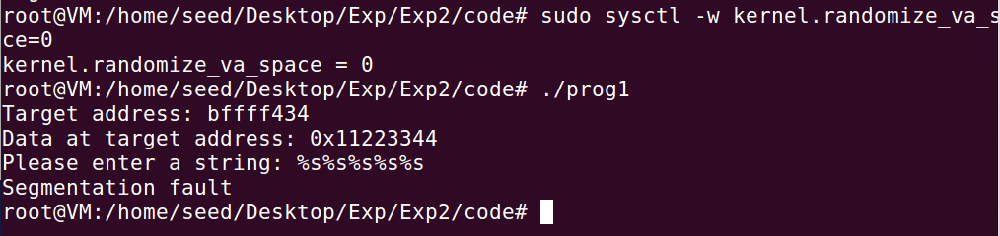 root@VM:/home/seed/Desktop/Exp/Exp2/code# sudo sysctl -w kernel.randomize_va_s
ce=0
kernel.randomize_va_space = 0
root@VM:/home/seed/Desktop/Exp/Exp2/code# ./prog1
Target address: bffff434
Data at target address: 0x11223344
Please enter a string: %s%s%s%s%s
Segmentation fault
root@VM:/home/seed/Desktop/Exp/Exp2/code#